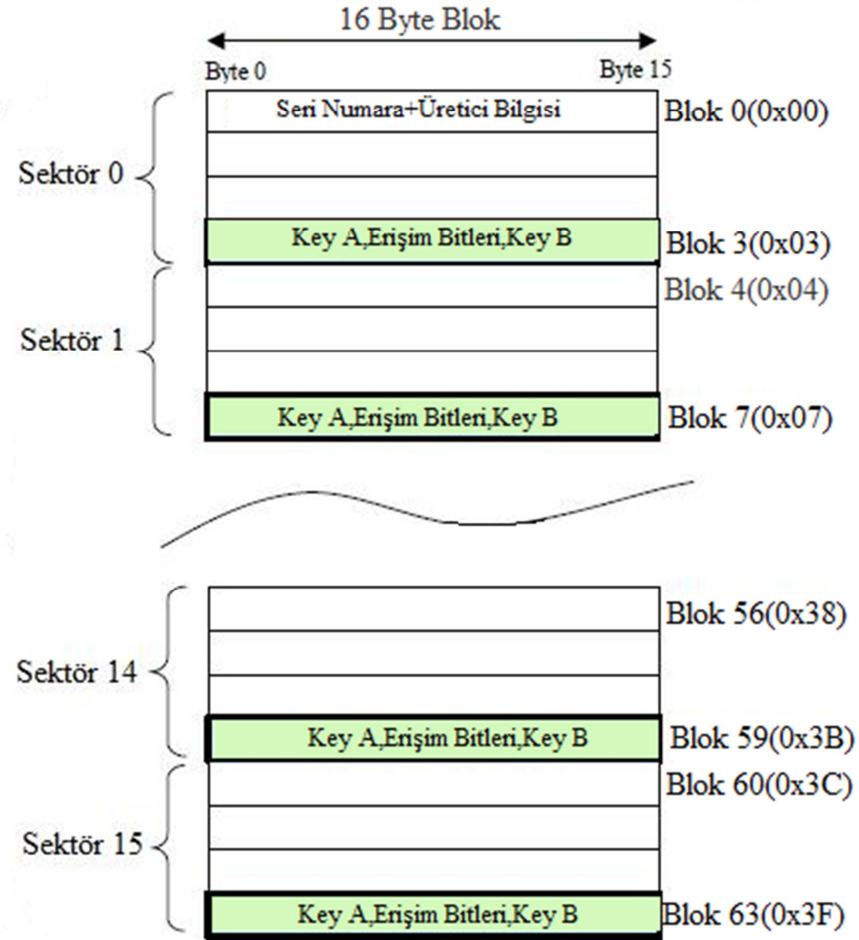 16 Byte Blok
Byte 0
Byte 15
Seri Numara+Üretici Bilgisi
Blok 0(0x00)
Sektör 0
Key A,Erişim Bitleri,Key B
Blok 3(0x03)
Blok 4(0x04)
Sektör 1
Key A,Erişim Bitleri,Key B
Blok 7(0x07)
Blok 56(0x38)
Sektör 14
Key A,Erişim Bitleri,Key B
Blok 59(0x3B)
Blok 60(0x3C)
Sektör 15
Key A,Erişim Bitleri,Key B
Blok 63(0x3F)